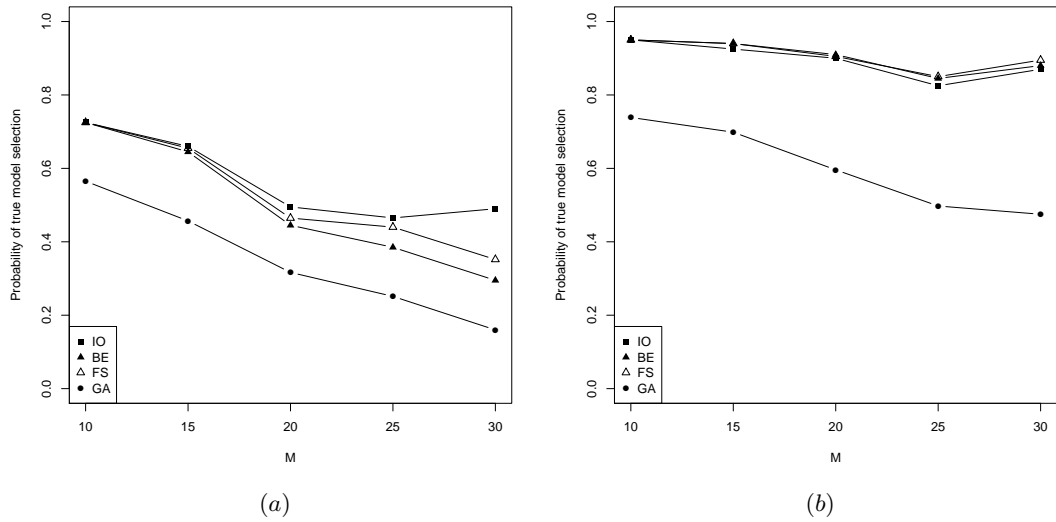 Probability of true model selection
1.0
0.8
0.6
0.4
0.2
0.0
IO
BE
FS
GA
10 15 20 25 30
M
(a)
Probability of true model selection
1.0
0.8
0.6
0.4
0.2
0.0
IO
BE
FS
GA
10 15 20 25 30
M
(b)